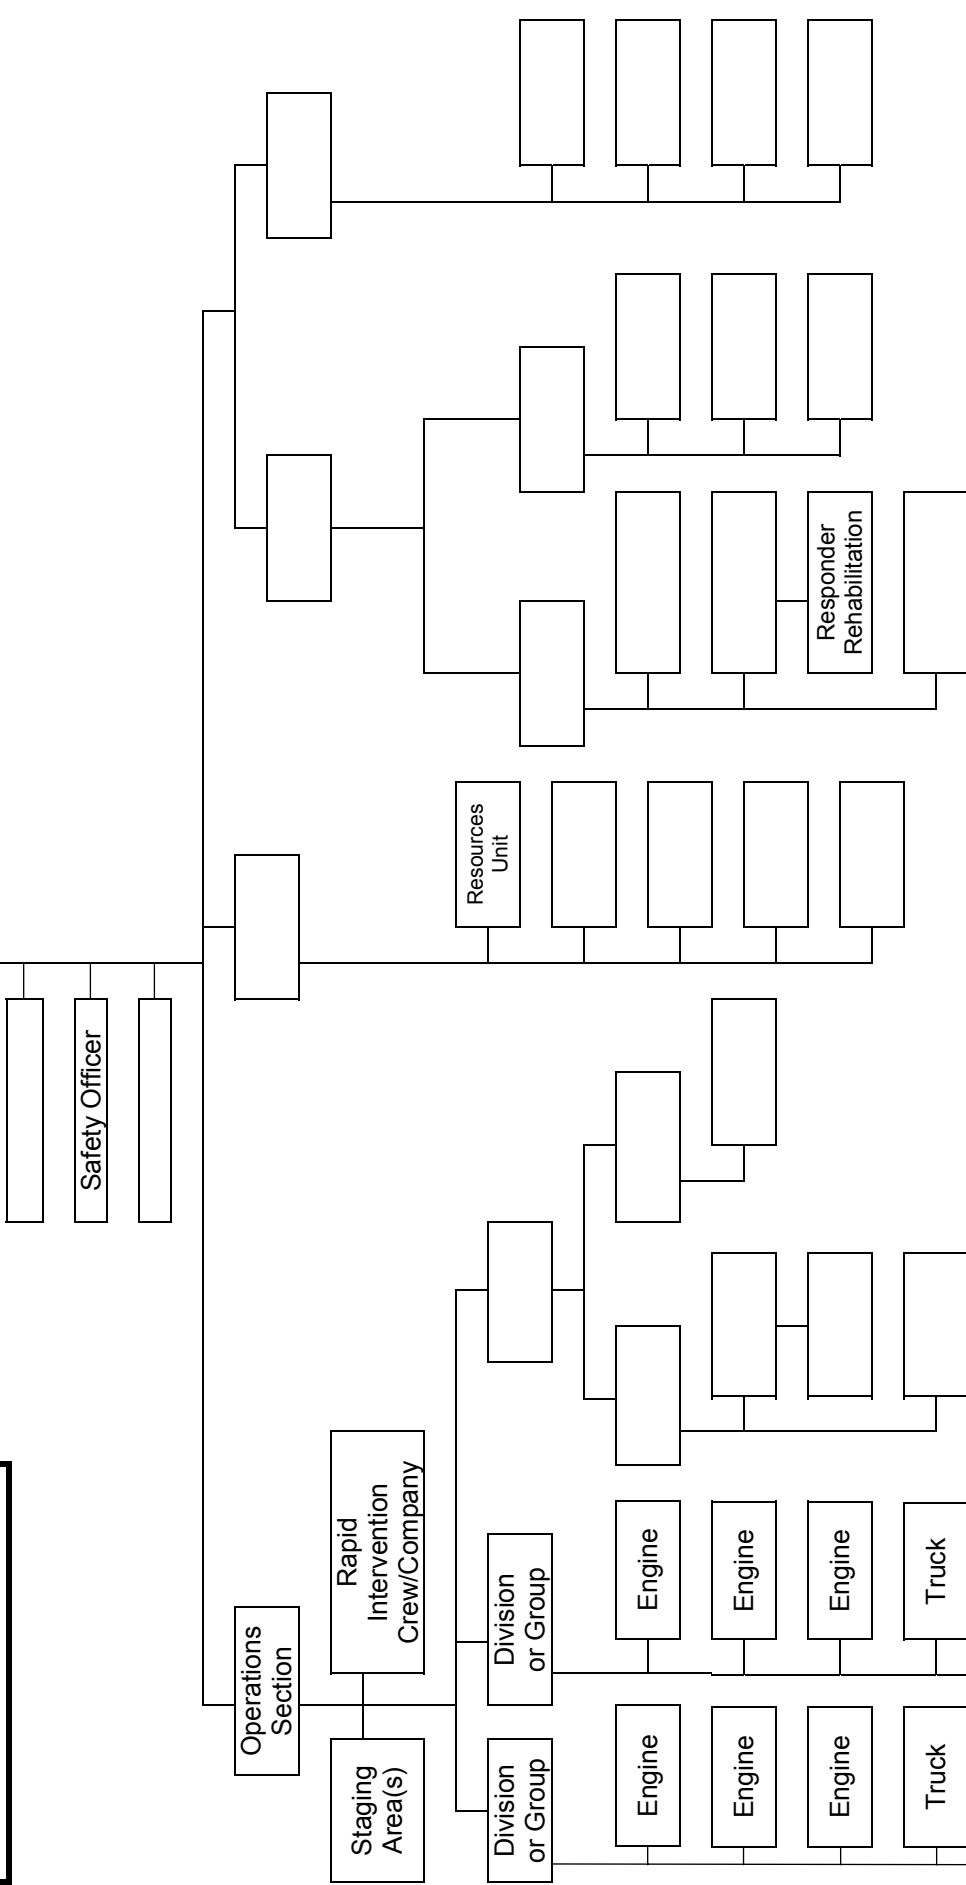 Safety Officer
Operations
Section
Staging
Area(s)
Rapid
Intervention
Crew/Company
Division
or Group
Engine
Engine
Engine
Truck
Division
or Group
Engine
Engine
Engine
Truck
Resources
Unit
Responder
Rehabilitation